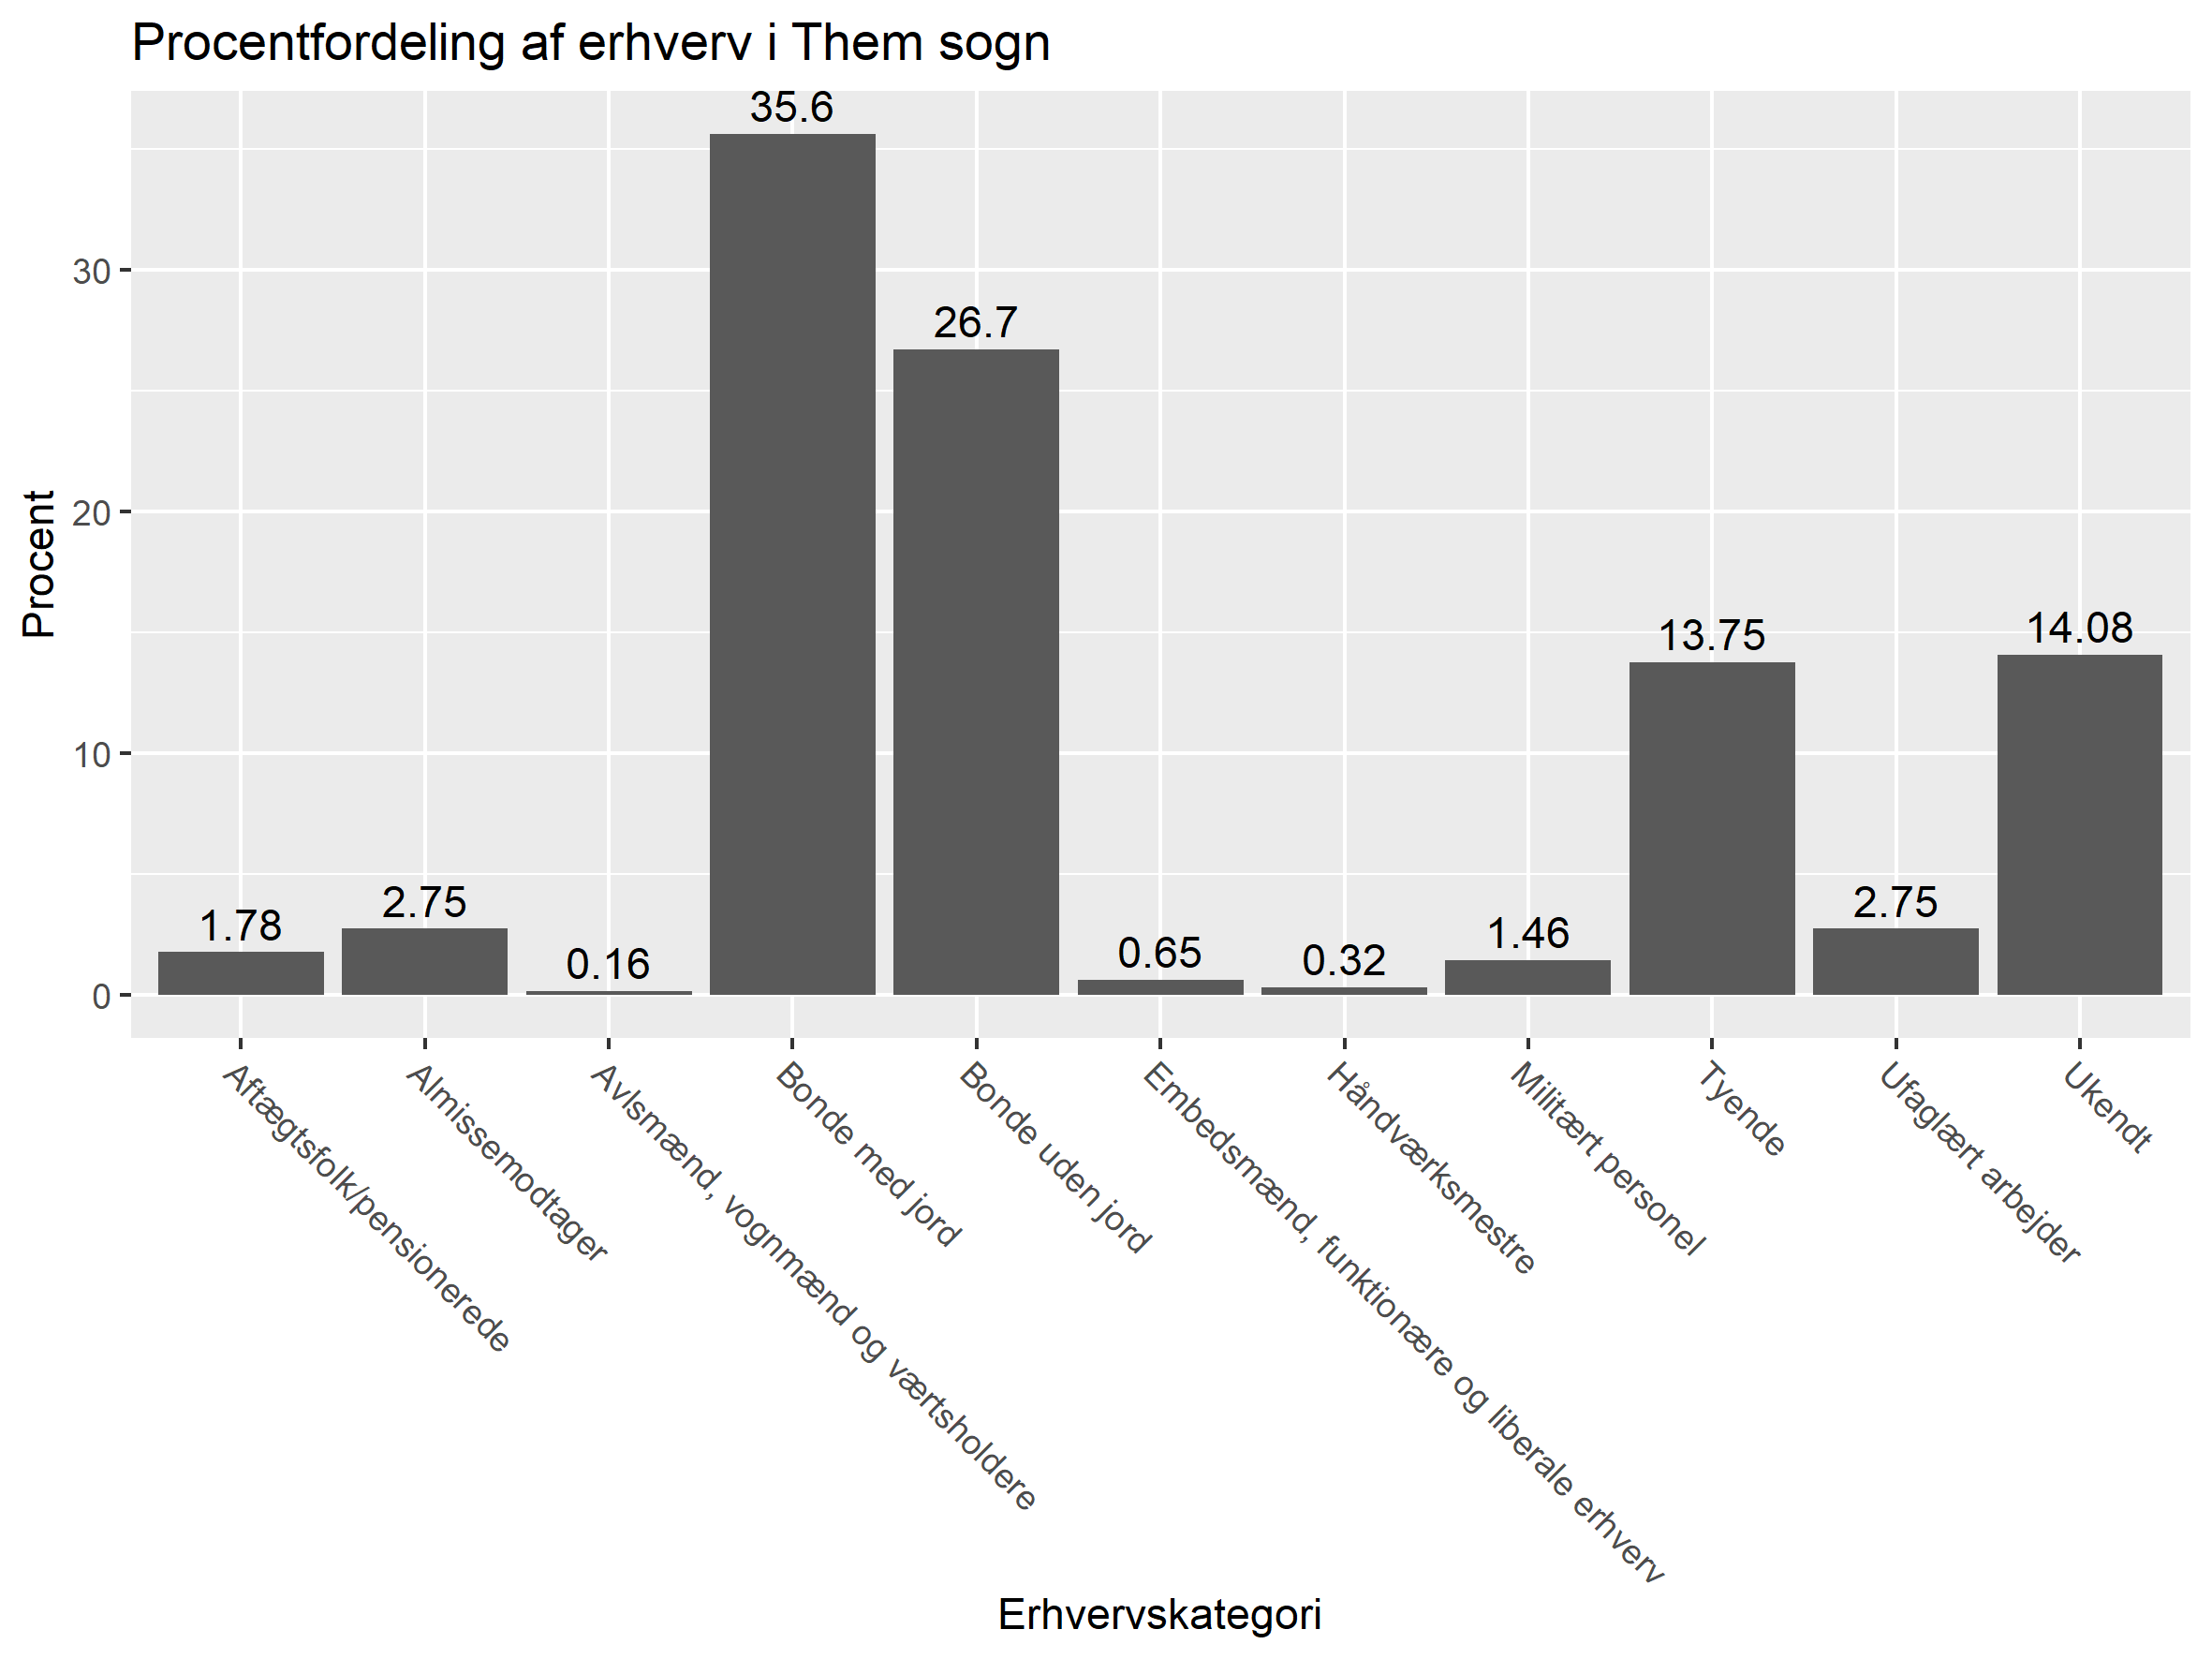 Procentfordeling af erhverv i Them sogn
35.6
26.7
14.08
13.75
2.75
2.75
1.78
1.46
0.65
0.32
0.16
30
20
10
0
Procent
Aftægtsfolk/pensionerede
Almissemodtager
Avlsmænd, vognmænd og værtsholdere
Bonde med jord
Bonde uden jord
Embedsmænd, funktionære og liberale erhverv
Håndværksmestre
Militært personel
Tyende
Ufaglært arbejder
Ukendt
Erhvervskategori